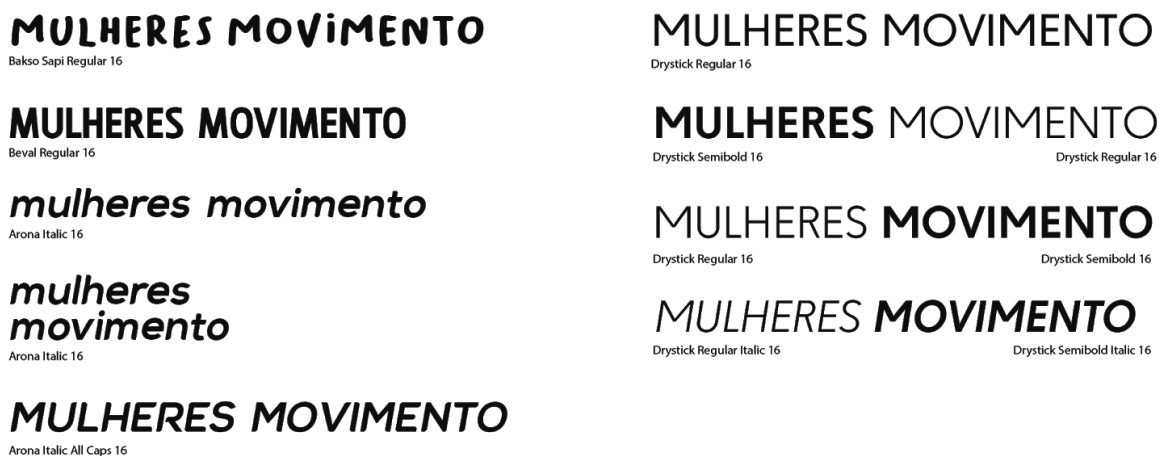 MULHERES MOViMENTO
Bakso Sapi Regular 16
MULHERES MOVIMENTO
Beval Regular 16
mulheres movimento
Arona Italic 16
mulheres
movimento
Arona Italic 16
MULHERES MOVIMENTO
Arona Italic All Caps 16
MULHERES MOVIMENTO
Drystick Regular 16
MULHERES MOVIMENTO
Drystick Semibold 16 Drystick Regular 16
MULHERES MOVIMENTO
Drystick Regular 16 Drystick Semibold 16
MULHERES MOVIMENTO
Drystick Regular Italic 16 Drystick Semibold Italic 16